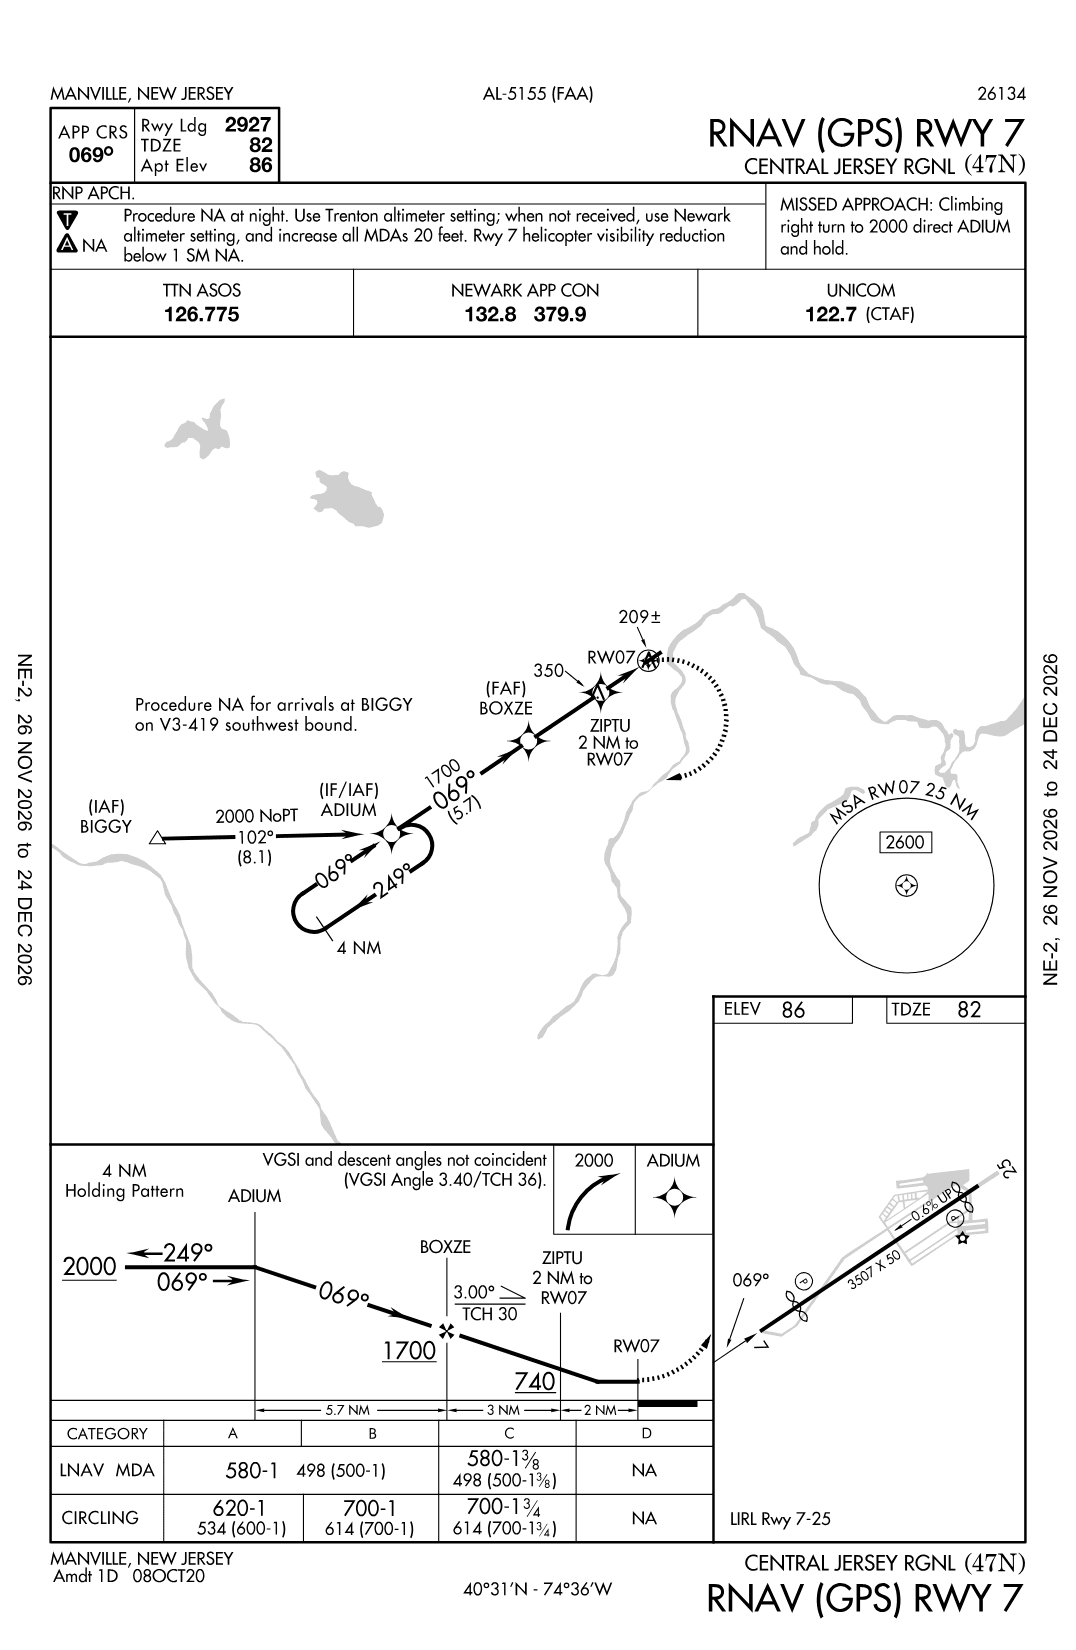 MANVILLE, NEW JERSEY
AL-5155 (FAA)
26134
APP CRS
069°
Rwy Ldg 2927
TDZE 82
Apt Elev 86
RNAV (GPS) RWY 7
CENTRAL JERSEY RGNL (47N)
RNP APCH.
T
A NA
Procedure NA at night. Use Trenton altimeter setting; when not received, use Newark
altimeter setting, and increase all MDAs 20 feet. Rwy 7 helicopter visibility reduction
below 1 SM NA.
MISSED APPROACH: Climbing
right turn to 2000 direct ADIUM
and hold.
TTN ASOS
126.775
NEWARK APP CON
132.8 379.9
UNICOM
122.7 (CTAF)
209±
RW07
350
(FAF)
BOXZE
ZIPTU
2 NM to
RW07
Procedure NA for arrivals at BIGGY
on V3-419 southwest bound.
1700
069°
(5.7)
(IF/IAF)
ADIUM
(IAF)
BIGGY
2000 NoPT
102°
(8.1)
069°
249°
4 NM
MSA RW07 25 NM
2600
NE-2, 26 NOV 2026 to 24 DEC 2026
NE-2, 26 NOV 2026 to 24 DEC 2026
ELEV 86
TDZE 82
25
0.6% UP
P
3507 X 50
P
069°
7
LIRL Rwy 7-25
4 NM
Holding Pattern
VGSI and descent angles not coincident
(VGSI Angle 3.40/TCH 36).
2000
ADIUM
ADIUM
BOXZE
ZIPTU
2 NM to
RW07
2000
249°
069°
069°
3.00°
TCH 30
1700
740
RW07
5.7 NM
3 NM
2 NM
CATEGORY A B C D
LNAV MDA 580-1 498 (500-1) 580-1⅜ 498 (500-1⅜) NA
CIRCLING 620-1 534 (600-1) 700-1 614 (700-1) 700-1¾ 614 (700-1¾) NA
MANVILLE, NEW JERSEY
Amdt 1D 08OCT20
40°31'N - 74°36'W
CENTRAL JERSEY RGNL (47N)
RNAV (GPS) RWY 7